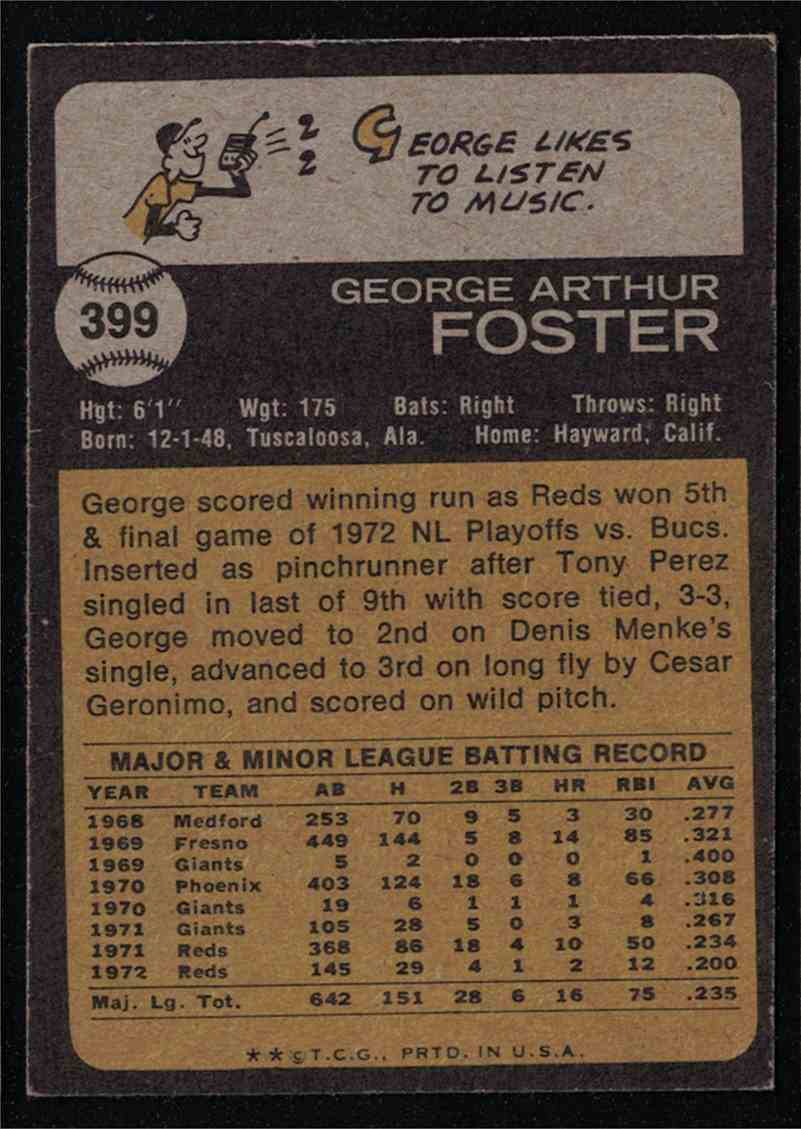 2
2
GEORGE LIKES
TO LISTEN
TO MUSIC.
399
GEORGE ARTHUR
FOSTER
Hgt: 6'1" Wgt: 175 Bats: Right Throws: Right
Born: 12-1-48, Tuscaloosa, Ala. Home: Hayward, Calif.
George scored winning run as Reds won 5th
& final game of 1972 NL Playoffs vs. Bucs.
Inserted as pinchrunner after Tony Perez
singled in last of 9th with score tied, 3-3,
George moved to 2nd on Denis Menke's
single, advanced to 3rd on long fly by Cesar
Geronimo, and scored on wild pitch.
MAJOR & MINOR LEAGUE BATTING RECORD
YEAR TEAM AB H 2B 3B HR RBI AVG
1968 Medford 253 70 9 5 3 30 .277
1969 Fresno 449 144 5 8 14 85 .321
1969 Giants 5 2 0 0 0 1 .400
1970 Phoenix 403 124 18 6 8 66 .308
1970 Giants 19 6 1 1 1 4 .316
1971 Giants 105 28 5 0 3 8 .267
1971 Reds 368 86 18 4 10 50 .234
1972 Reds 145 29 4 1 2 12 .200
Maj. Lg. Tot. 642 151 28 6 16 75 .235
**©T.C.G., PRTD. IN U.S.A.